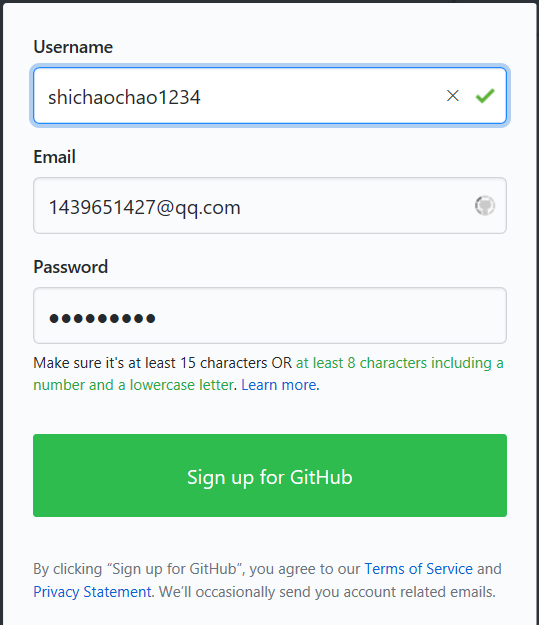 Username
shichaochao1234
Email
1439651427@qq.com
Password
●●●●●●●●●
Make sure it's at least 15 characters OR at least 8 characters including a
number and a lowercase letter. Learn more.
Sign up for GitHub
By clicking “Sign up for GitHub”, you agree to our Terms of Service and
Privacy Statement. We’ll occasionally send you account related emails.